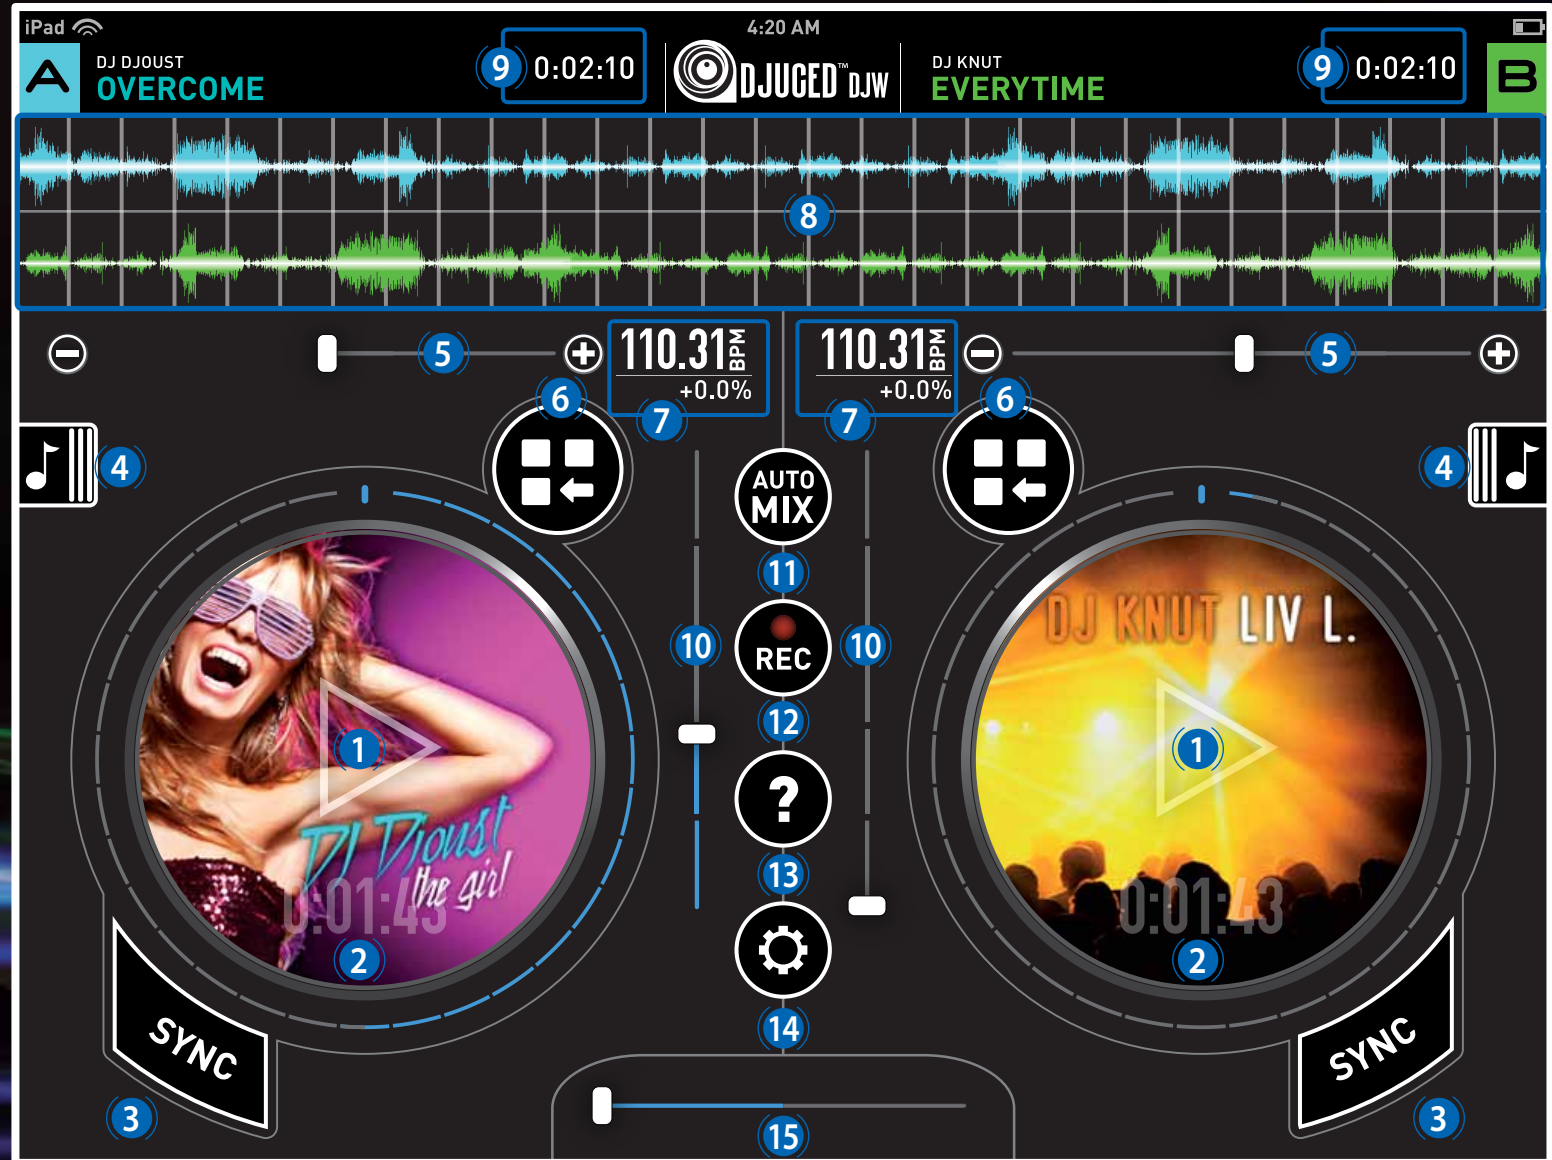 iPad 4:20 AM
A DJ DJOUST 9 0:02:10 DJUCED™ DJW DJ KNUT 9 0:02:10 B
OVERCOME EVERYTIME
8
5 110.31 BPM 110.31 BPM 5
+0.0% +0.0%
6 7 7 6
4 AUTO MIX 4
11
10 REC 10
12
DJ KNUT LIV L.
1 ? 1
DJ Djoust
the girl
13
0:01:43 0:01:43
2 2
14
SYNC SYNC
3 15 3